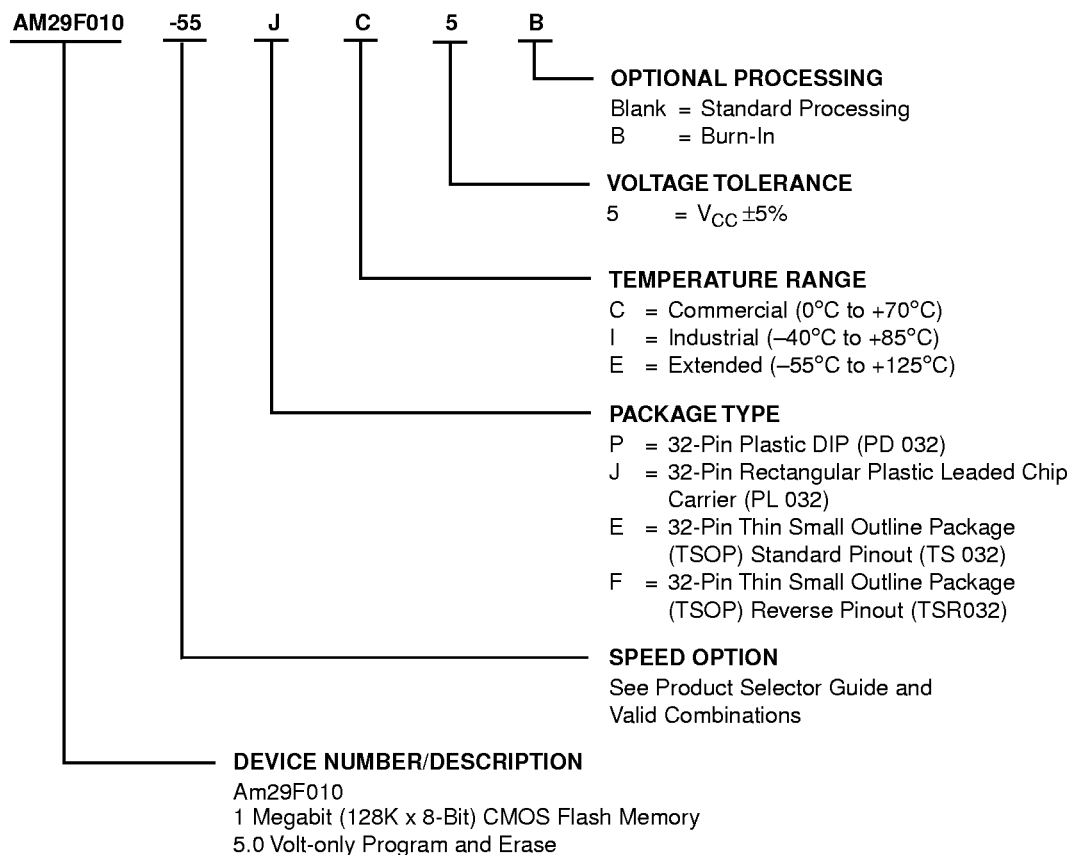 AM29F010 -55 J C 5 B
OPTIONAL PROCESSING
Blank = Standard Processing
B = Burn-In
VOLTAGE TOLERANCE
5 = VCC ±5%
TEMPERATURE RANGE
C = Commercial (0°C to +70°C)
I = Industrial (–40°C to +85°C)
E = Extended (–55°C to +125°C)
PACKAGE TYPE
P = 32-Pin Plastic DIP (PD 032)
J = 32-Pin Rectangular Plastic Leaded Chip
Carrier (PL 032)
E = 32-Pin Thin Small Outline Package
(TSOP) Standard Pinout (TS 032)
F = 32-Pin Thin Small Outline Package
(TSOP) Reverse Pinout (TSR032)
SPEED OPTION
See Product Selector Guide and
Valid Combinations
DEVICE NUMBER/DESCRIPTION
Am29F010
1 Megabit (128K x 8-Bit) CMOS Flash Memory
5.0 Volt-only Program and Erase